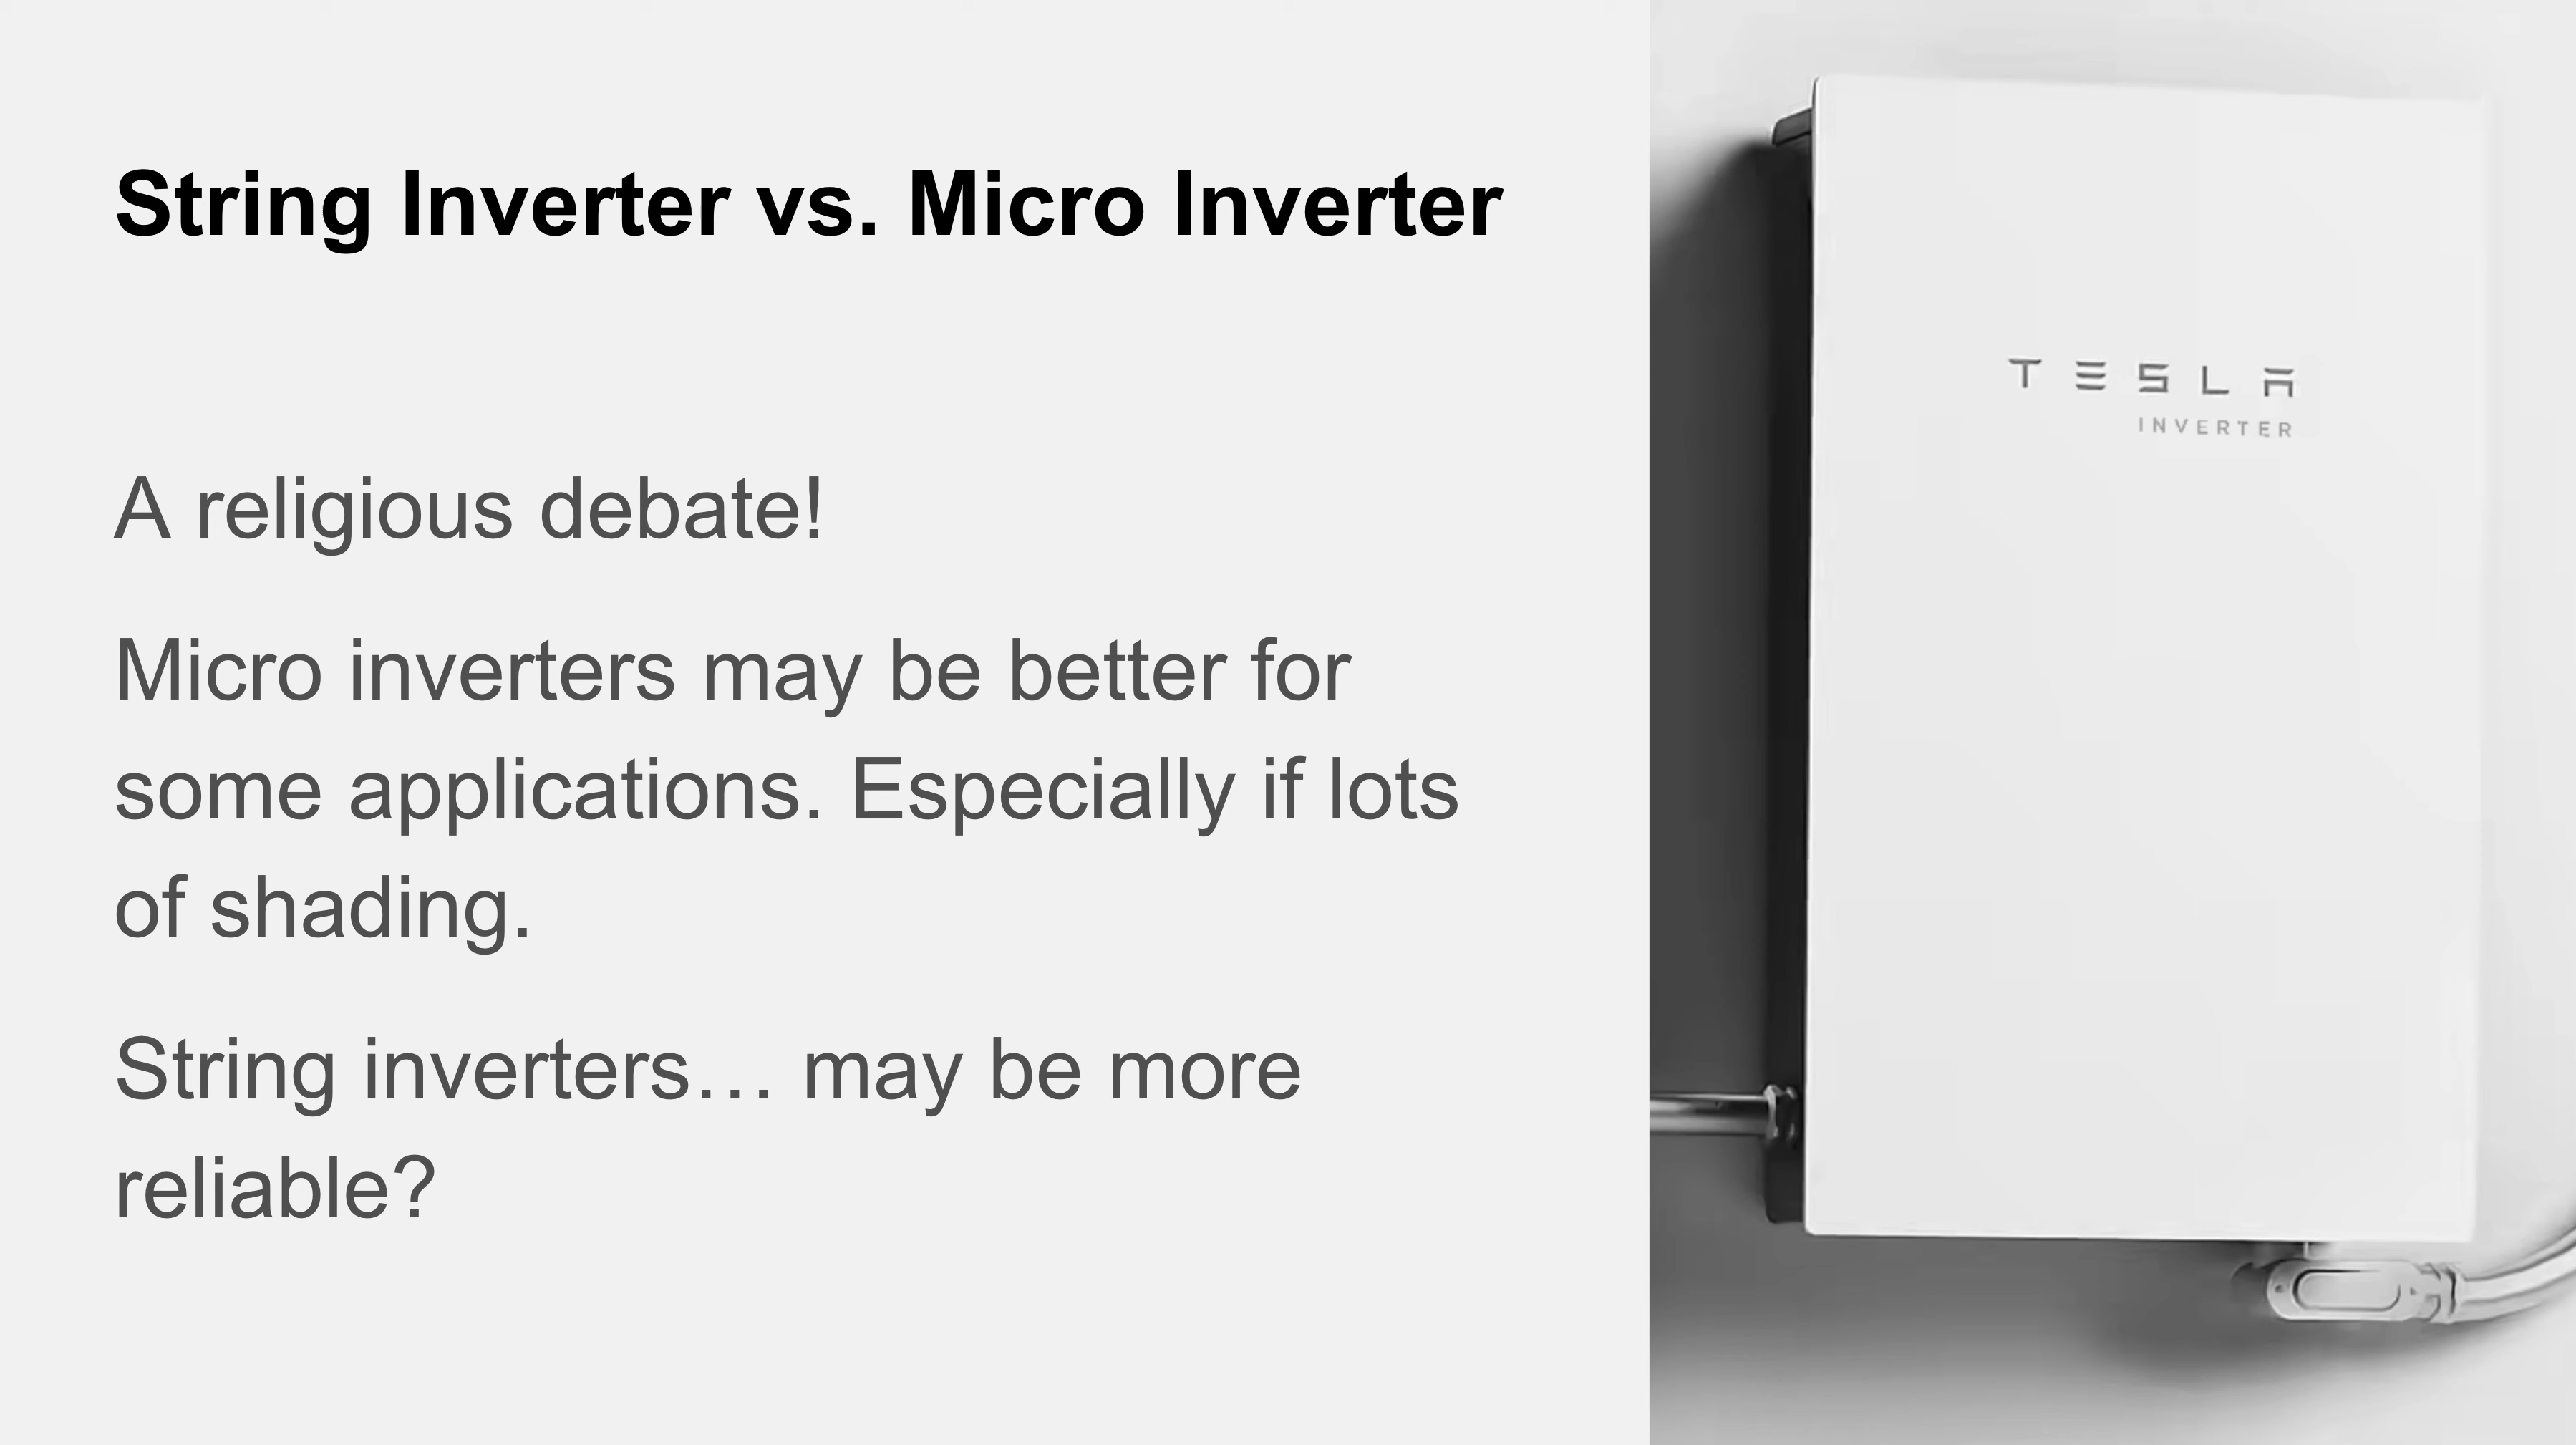 String Inverter vs. Micro Inverter
A religious debate!
Micro inverters may be better for
some applications. Especially if lots
of shading.
String inverters… may be more
reliable?
TESLA
INVERTER